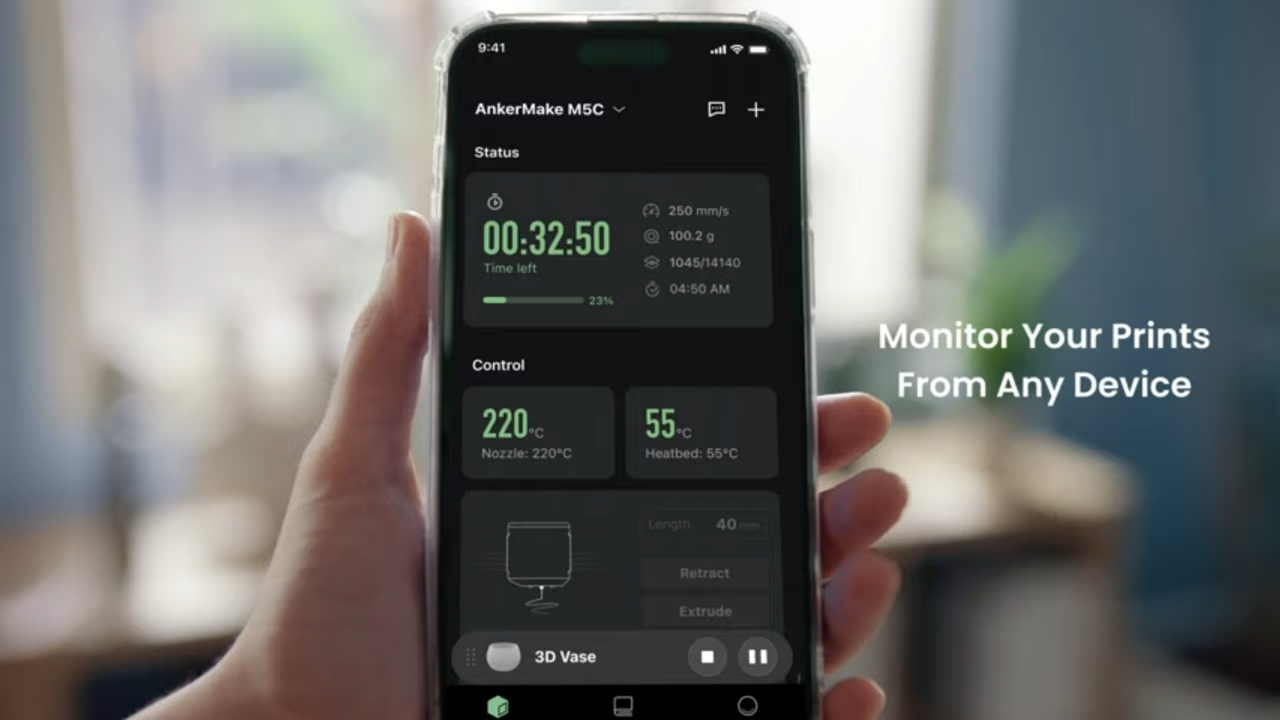 9:41
AnkerMake M5C
Status
00:32:50
Time left
23%
250 mm/s
100.2 g
1045/14140
04:50 AM
Monitor Your Prints
From Any Device
Control
220°C
Nozzle: 220°C
55°C
Heatbed: 55°C
Length 40 mm
Retract
Extrude
3D Vase